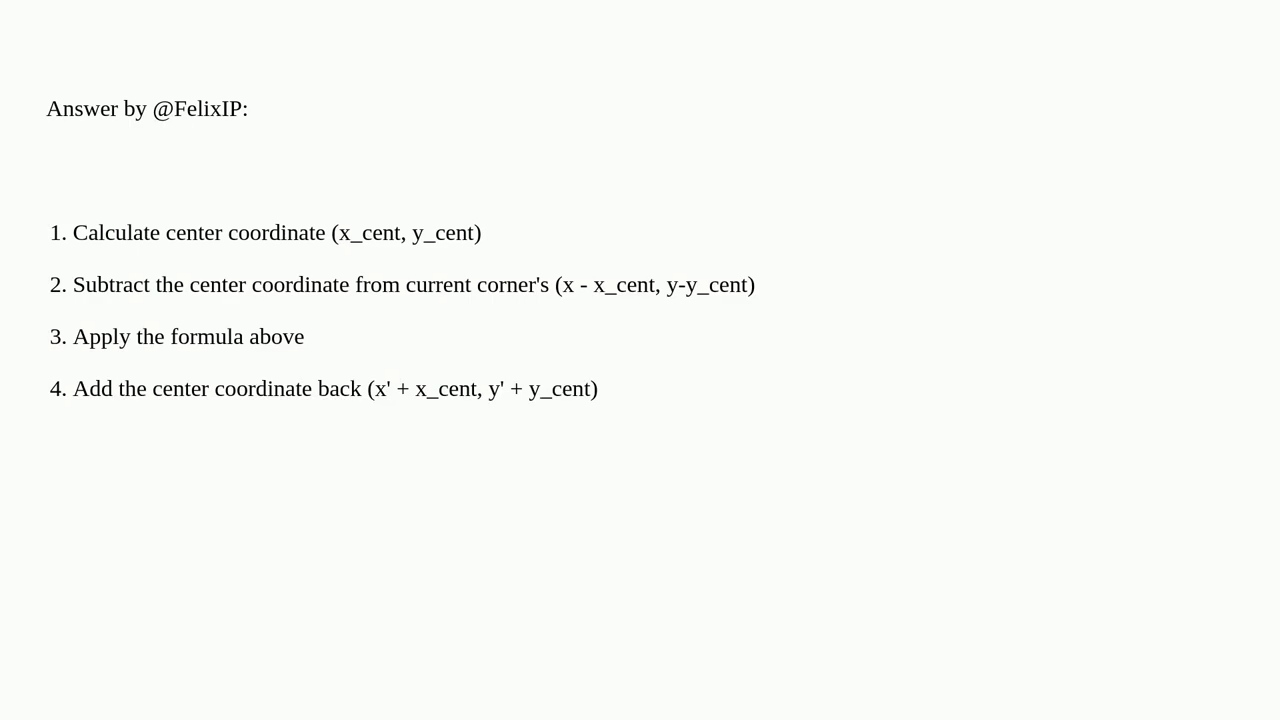 Answer by @FelixIP:
1. Calculate center coordinate (x_cent, y_cent)
2. Subtract the center coordinate from current corner's (x - x_cent, y-y_cent)
3. Apply the formula above
4. Add the center coordinate back (x' + x_cent, y' + y_cent)